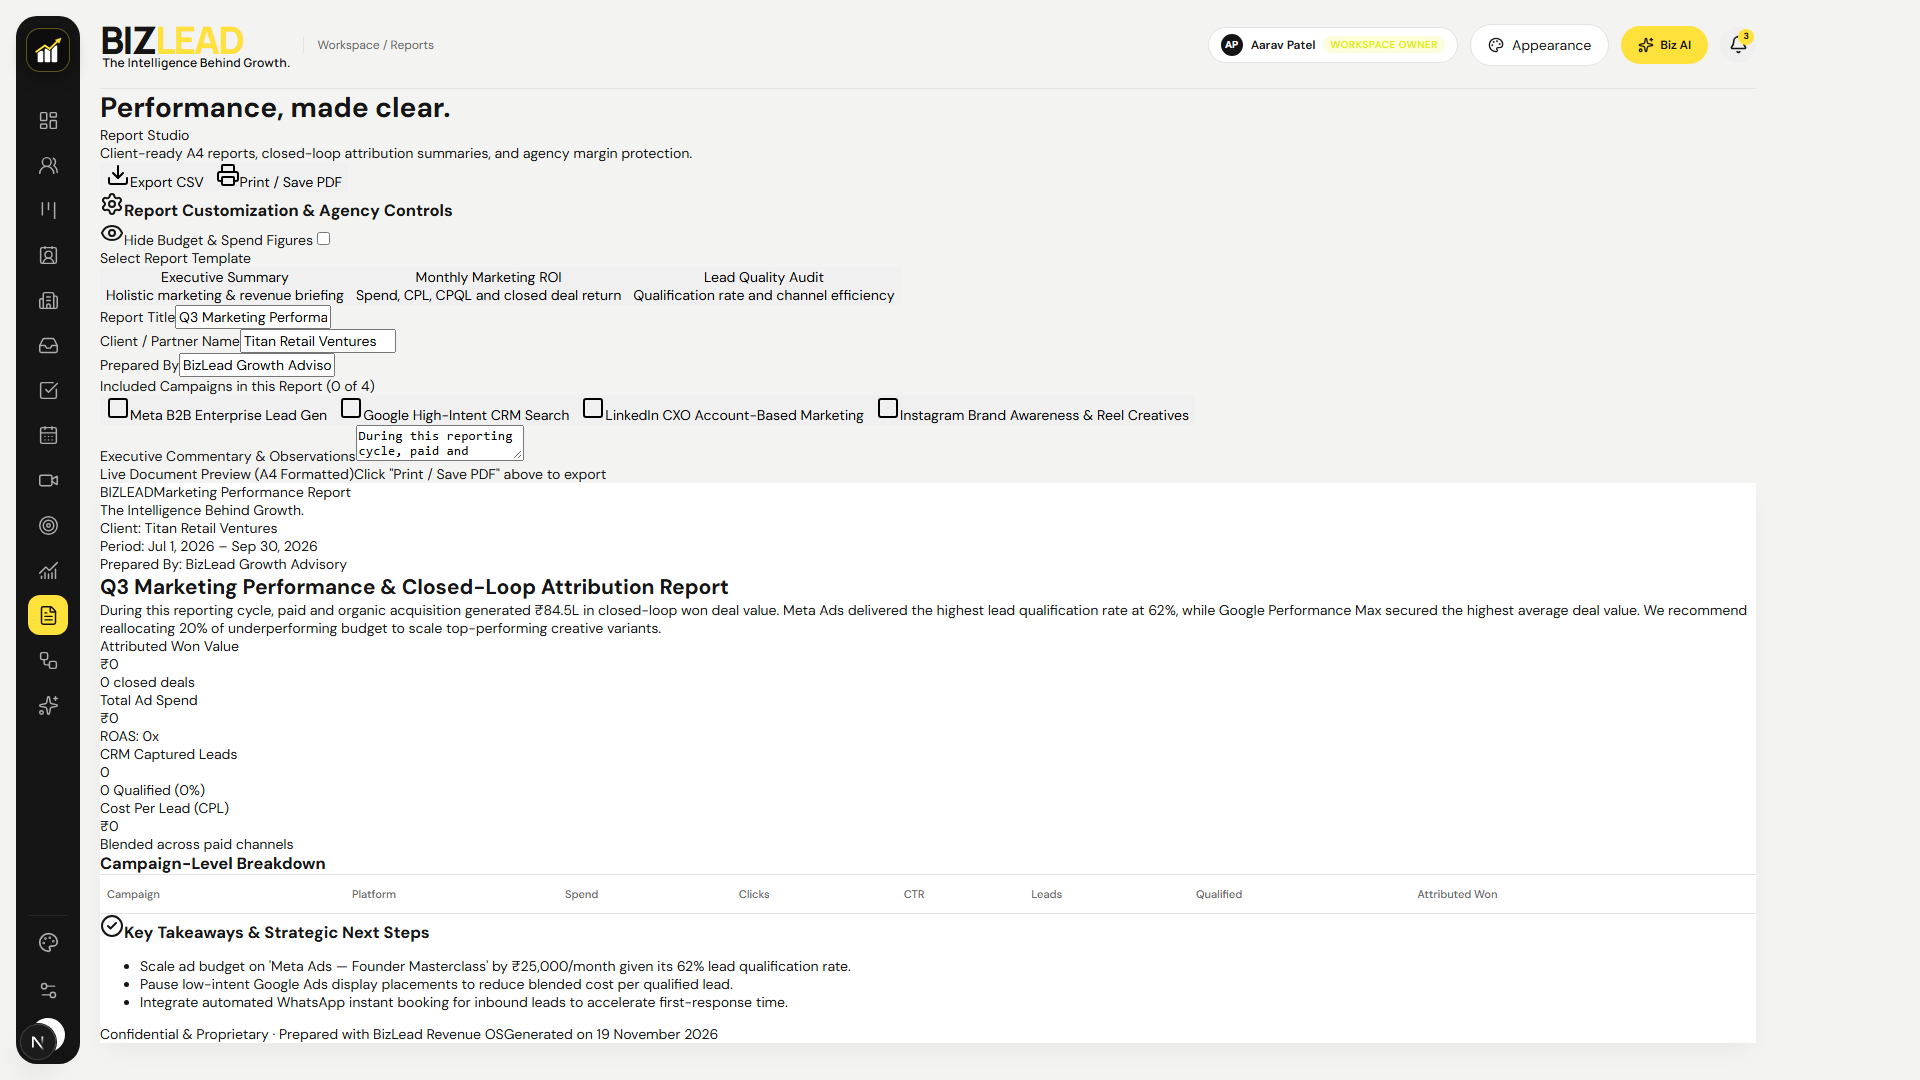 BIZLEAD
The Intelligence Behind Growth.
Workspace / Reports
AP Aarav Patel WORKSPACE OWNER
Appearance
Biz AI
3
Performance, made clear.
Report Studio
Client-ready A4 reports, closed-loop attribution summaries, and agency margin protection.
Export CSV Print / Save PDF
Report Customization & Agency Controls
Hide Budget & Spend Figures
Select Report Template
Executive Summary Monthly Marketing ROI Lead Quality Audit
Holistic marketing & revenue briefing Spend, CPL, CPQL and closed deal return Qualification rate and channel efficiency
Report Title Q3 Marketing Performa
Client / Partner Name Titan Retail Ventures
Prepared By BizLead Growth Adviso
Included Campaigns in this Report (0 of 4)
Meta B2B Enterprise Lead Gen Google High-Intent CRM Search LinkedIn CXO Account-Based Marketing Instagram Brand Awareness & Reel Creatives
During this reporting
cycle, paid and
Executive Commentary & Observations
Live Document Preview (A4 Formatted)Click "Print / Save PDF" above to export
BIZLEADMarketing Performance Report
The Intelligence Behind Growth.
Client: Titan Retail Ventures
Period: Jul 1, 2026 – Sep 30, 2026
Prepared By: BizLead Growth Advisory
Q3 Marketing Performance & Closed-Loop Attribution Report
During this reporting cycle, paid and organic acquisition generated ₹84.5L in closed-loop won deal value. Meta Ads delivered the highest lead qualification rate at 62%, while Google Performance Max secured the highest average deal value. We recommend
reallocating 20% of underperforming budget to scale top-performing creative variants.
Attributed Won Value
₹0
0 closed deals
Total Ad Spend
₹0
ROAS: 0x
CRM Captured Leads
0
0 Qualified (0%)
Cost Per Lead (CPL)
₹0
Blended across paid channels
Campaign-Level Breakdown
Campaign Platform Spend Clicks CTR Leads Qualified Attributed Won
Key Takeaways & Strategic Next Steps
• Scale ad budget on 'Meta Ads — Founder Masterclass' by ₹25,000/month given its 62% lead qualification rate.
• Pause low-intent Google Ads display placements to reduce blended cost per qualified lead.
• Integrate automated WhatsApp instant booking for inbound leads to accelerate first-response time.
Confidential & Proprietary · Prepared with BizLead Revenue OSGenerated on 19 November 2026
N